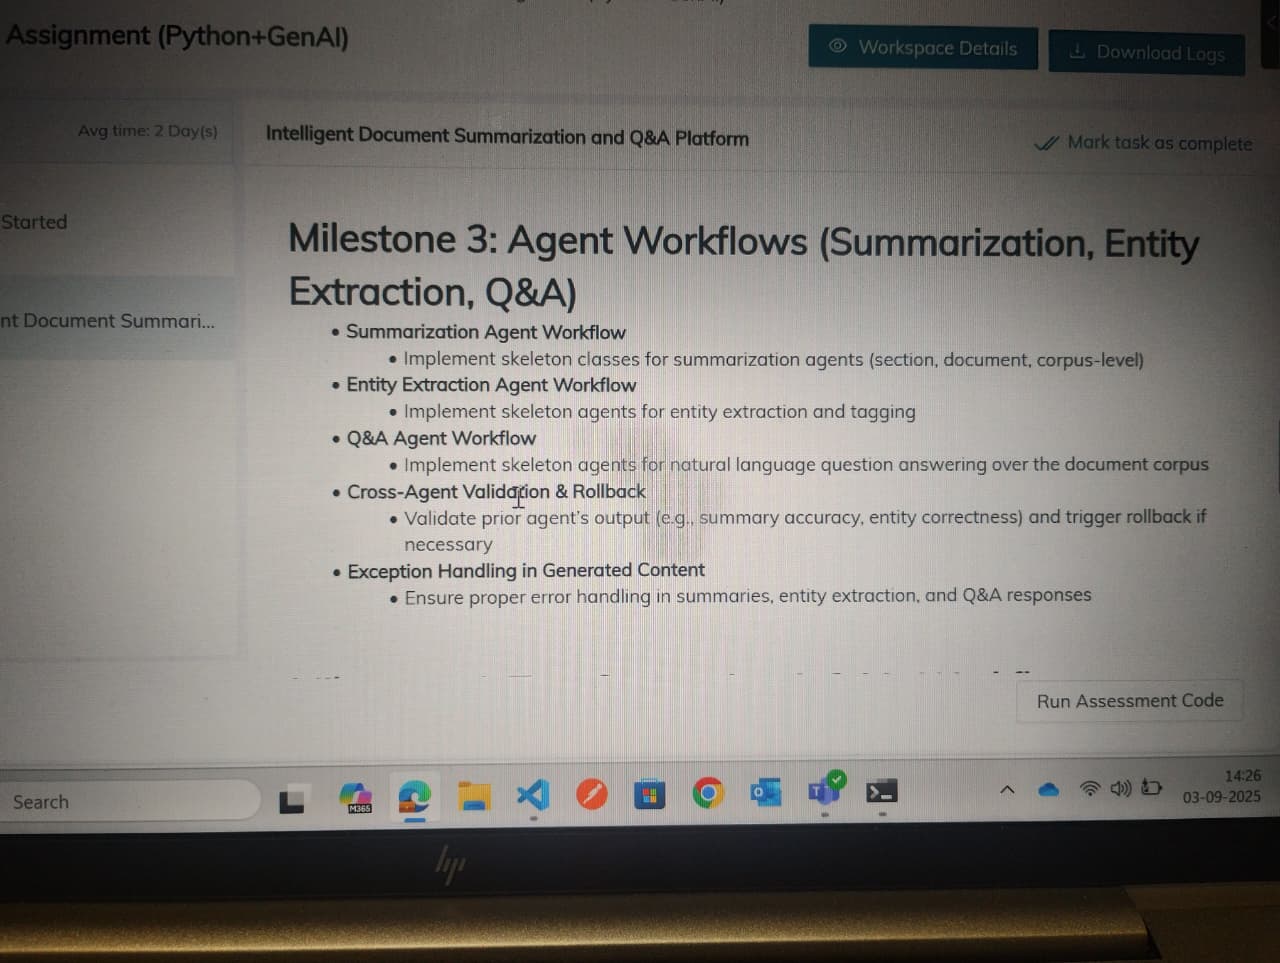 Assignment (Python+GenAI)
Workspace Details
Download Logs
Avg time: 2 Day(s)
Intelligent Document Summarization and Q&A Platform
Mark task as complete
Started
nt Document Summari...
Milestone 3: Agent Workflows (Summarization, Entity
Extraction, Q&A)
• Summarization Agent Workflow
• Implement skeleton classes for summarization agents (section, document, corpus-level)
• Entity Extraction Agent Workflow
• Implement skeleton agents for entity extraction and tagging
• Q&A Agent Workflow
• Implement skeleton agents for natural language question answering over the document corpus
• Cross-Agent Validation & Rollback
• Validate prior agent's output (e.g., summary accuracy, entity correctness) and trigger rollback if
necessary
• Exception Handling in Generated Content
• Ensure proper error handling in summaries, entity extraction, and Q&A responses
Run Assessment Code
Search
M365
14:26
03-09-2025
hp